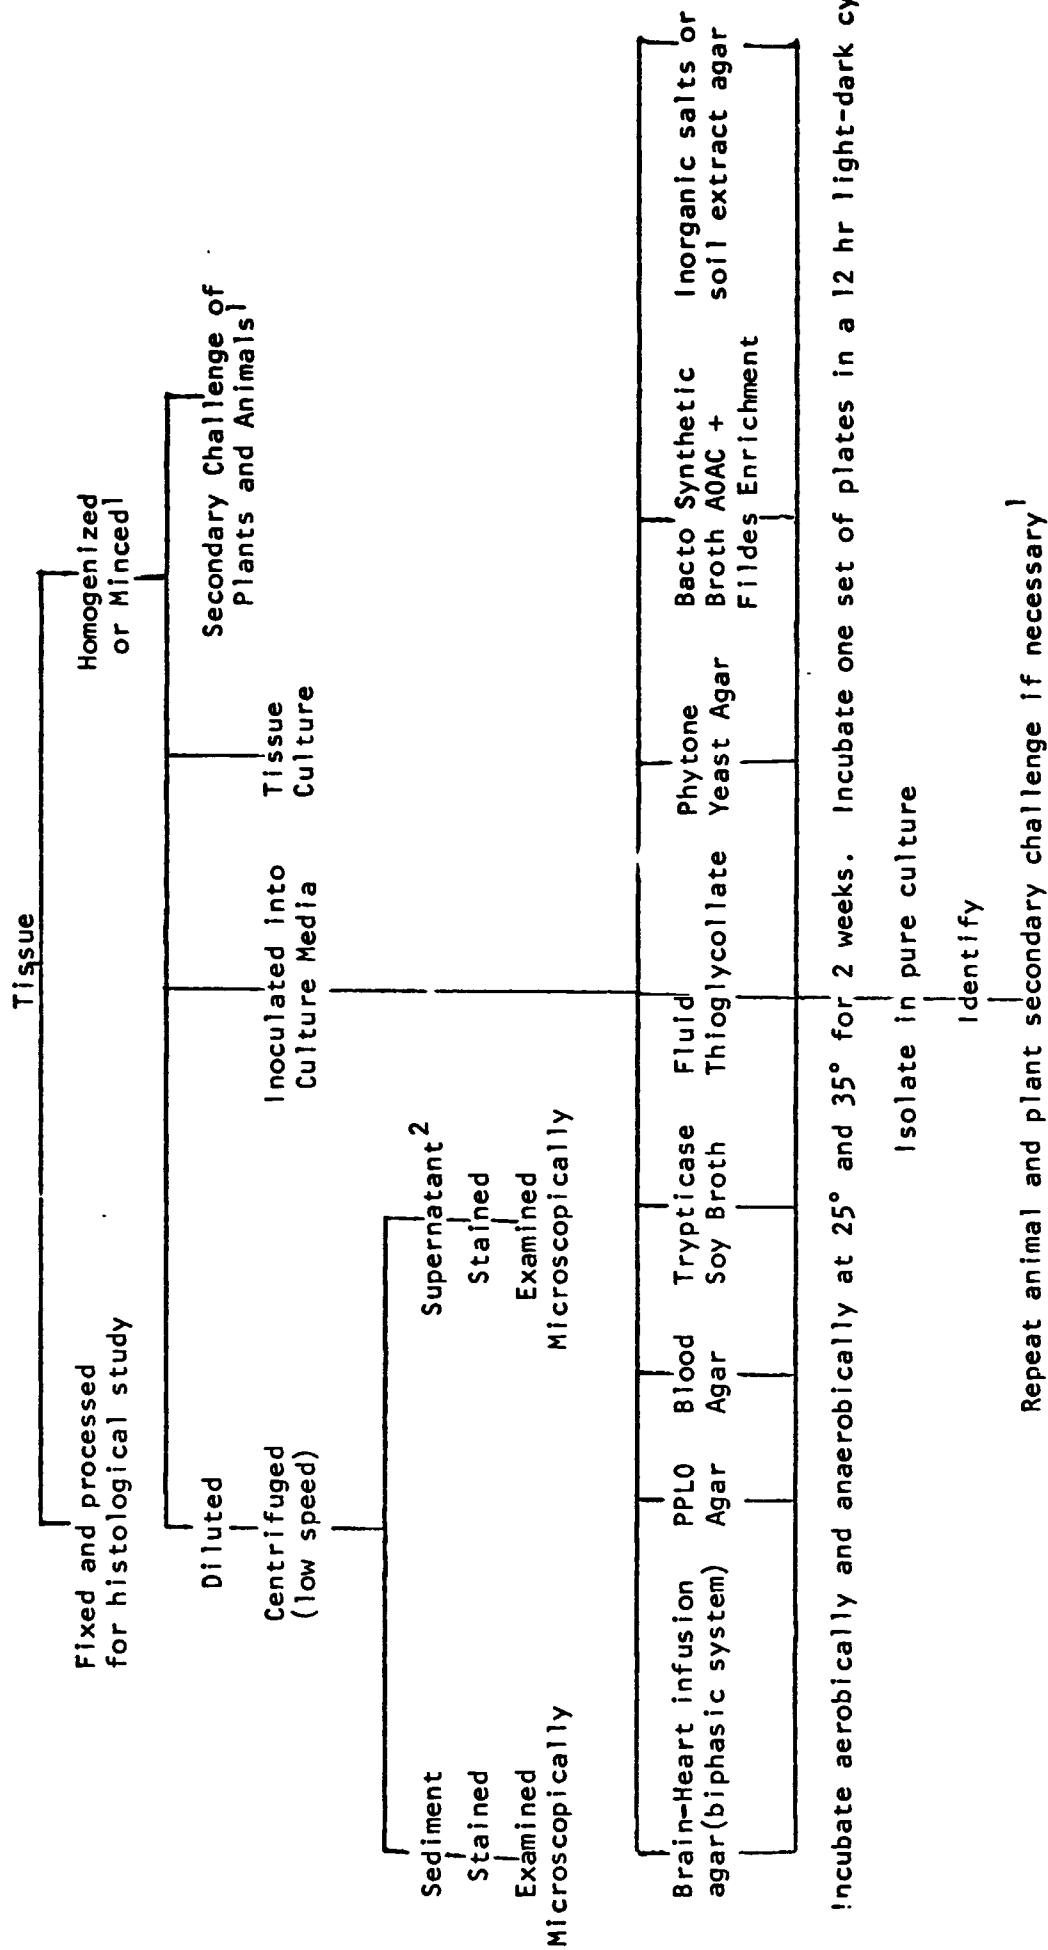 Tissue
Fixed and processed
for histological study
Homogenized
or Minced1
Diluted
Centrifuged
(low speed)
Inoculated into
Culture Media
Tissue
Culture
Secondary Challenge of
Plants and Animals1
Sediment
Stained
Examined
Microscopically
Supernatant2
Stained
Examined
Microscopically
Brain-Heart infusion
agar(biphasic system)
PPLO
Agar
Blood
Agar
Trypticase
Soy Broth
Fluid
Thioglycollate
Phytone
Yeast Agar
Bacto Synthetic
Broth AOAC +
Fildes Enrichment
Inorganic salts or
soil extract agar
Incubate aerobically and anaerobically at 25° and 35° for 2 weeks. Incubate one set of plates in a 12 hr light-dark cy
Isolate in pure culture
Identify
Repeat animal and plant secondary challenge if necessary1